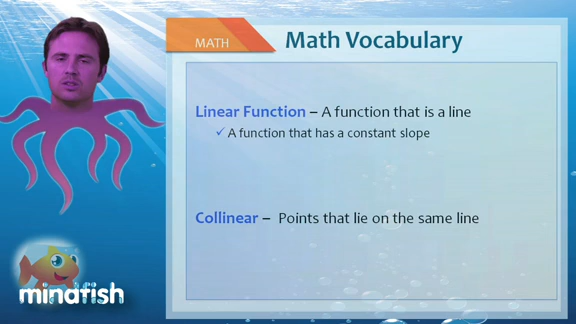 MATH
Math Vocabulary
Linear Function – A function that is a line
✓ A function that has a constant slope
Collinear – Points that lie on the same line
minafish